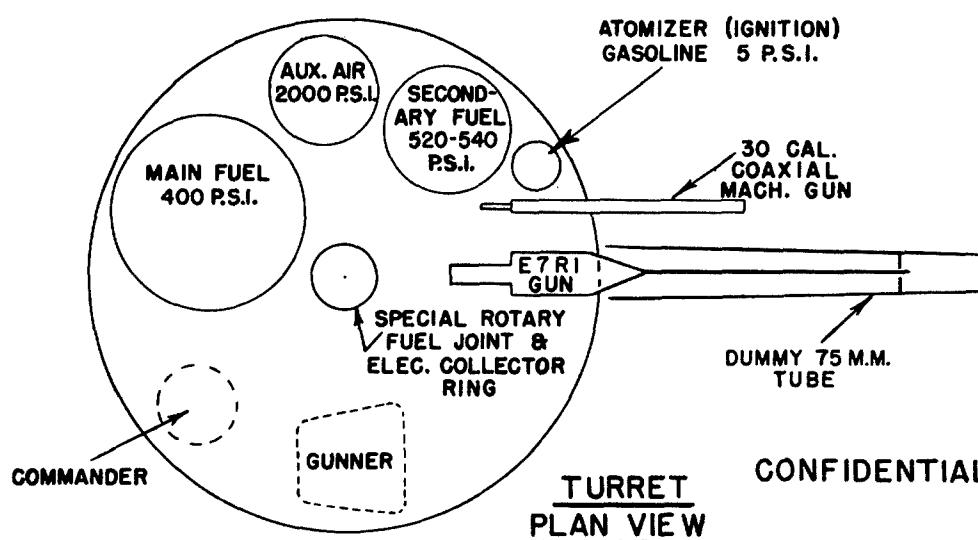 ATOMIZER (IGNITION)
GASOLINE 5 P.S.I.
AUX. AIR
2000 P.S.I.
SECOND-
ARY FUEL
520-540
P.S.I.
MAIN FUEL
400 P.S.I.
30 CAL.
COAXIAL
MACH. GUN
E7R1
GUN
SPECIAL ROTARY
FUEL JOINT &
ELEC. COLLECTOR
RING
DUMMY 75 M.M.
TUBE
COMMANDER
GUNNER
CONFIDENTIAL
TURRET
PLAN VIEW